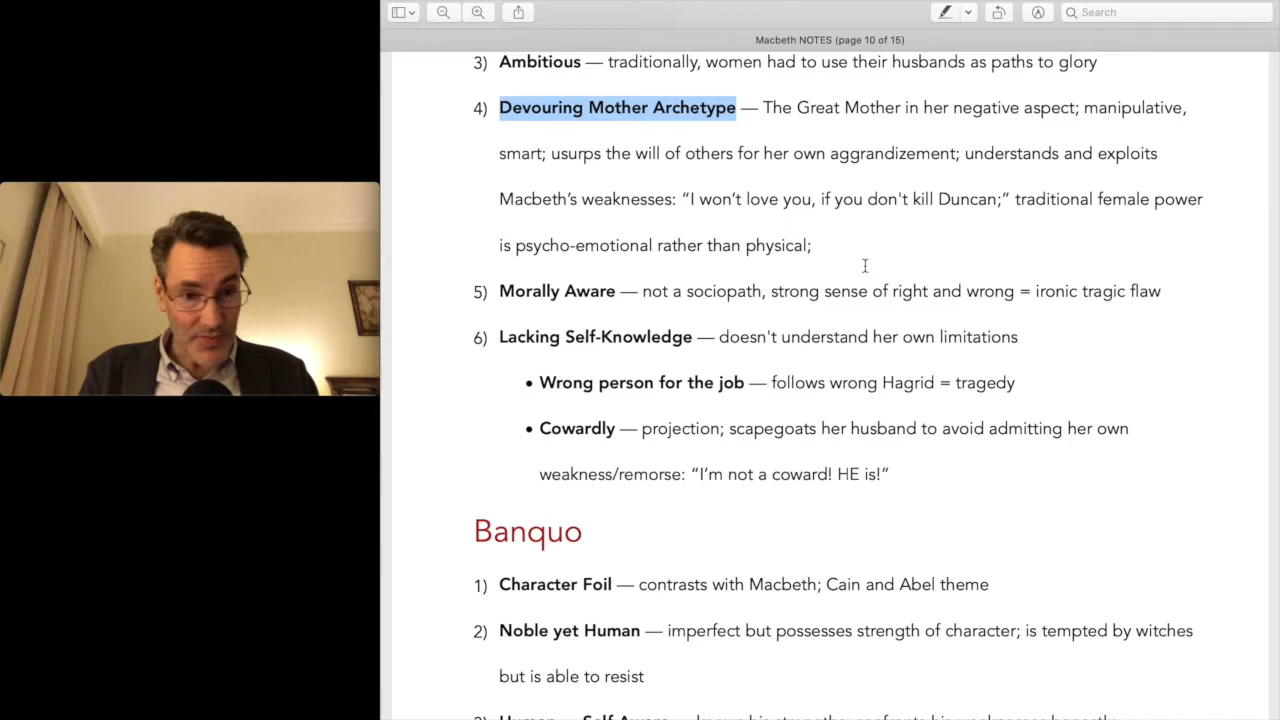 Search
Macbeth NOTES (page 10 of 15)
3) Ambitious — traditionally, women had to use their husbands as paths to glory
4) Devouring Mother Archetype — The Great Mother in her negative aspect; manipulative,
smart; usurps the will of others for her own aggrandizement; understands and exploits
Macbeth’s weaknesses: “I won’t love you, if you don't kill Duncan;” traditional female power
is psycho-emotional rather than physical;
5) Morally Aware — not a sociopath, strong sense of right and wrong = ironic tragic flaw
6) Lacking Self-Knowledge — doesn't understand her own limitations
• Wrong person for the job — follows wrong Hagrid = tragedy
• Cowardly — projection; scapegoats her husband to avoid admitting her own
weakness/remorse: “I’m not a coward! HE is!”
Banquo
1) Character Foil — contrasts with Macbeth; Cain and Abel theme
2) Noble yet Human — imperfect but possesses strength of character; is tempted by witches
but is able to resist